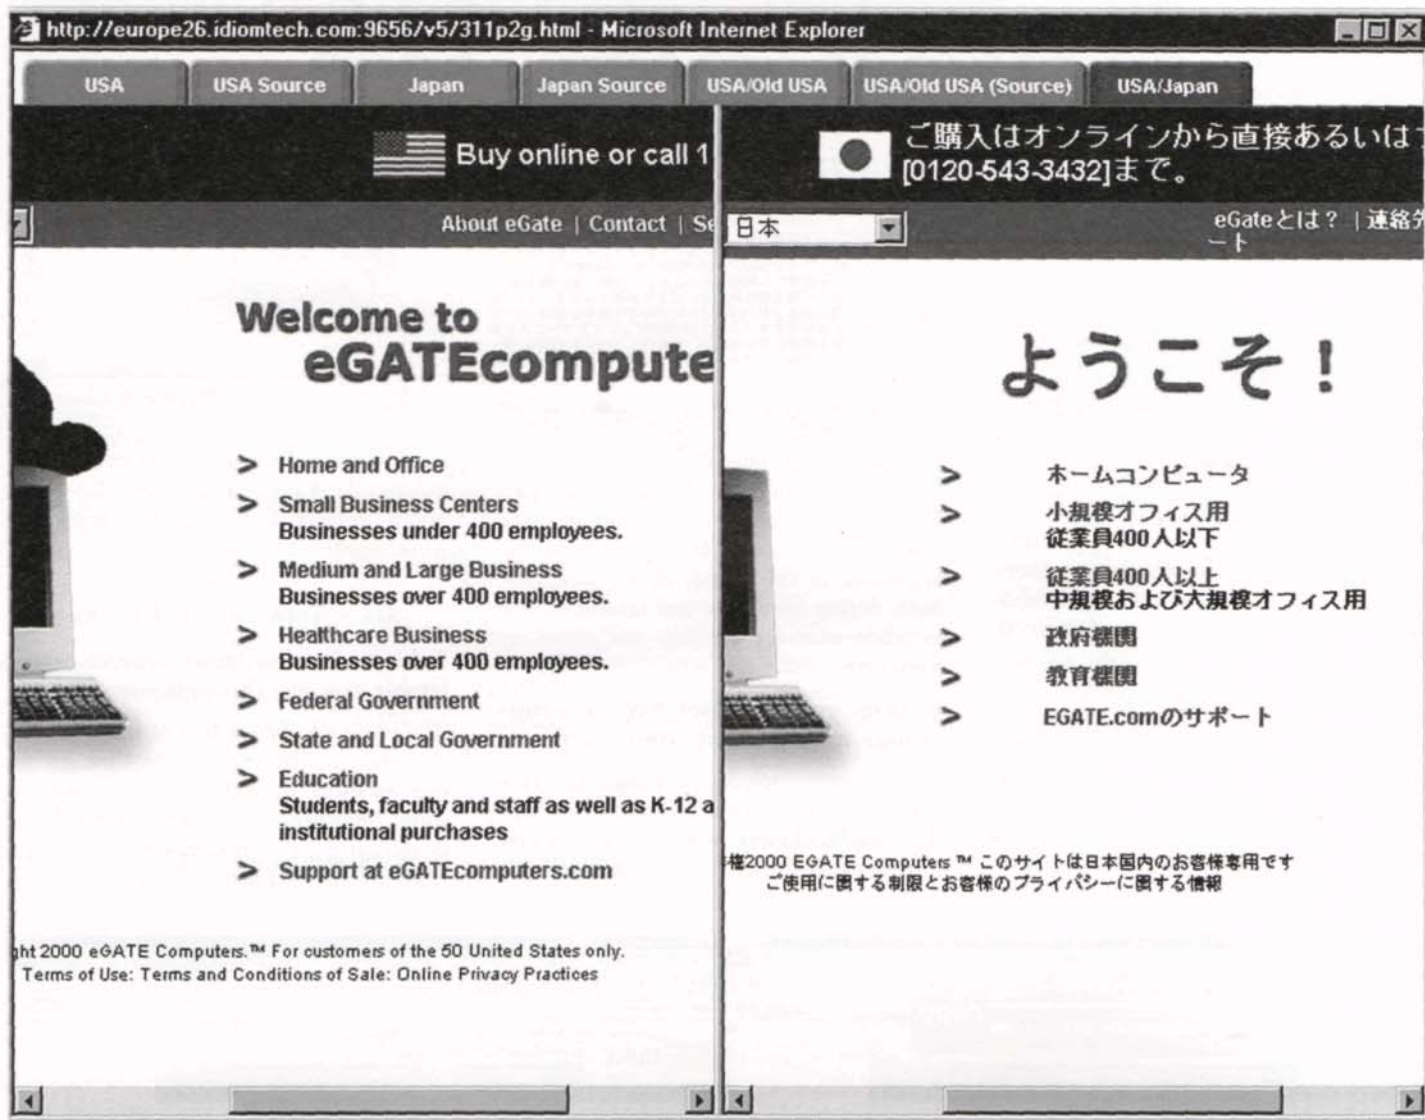 http://europe26.idiomtech.com:9656/v5/311p2g.html - Microsoft Internet Explorer
USA USA Source Japan Japan Source USA/Old USA USA/Old USA (Source) USA/Japan
Buy online or call 1
About eGate | Contact | Se
Welcome to
eGATEcompute
> Home and Office
> Small Business Centers
Businesses under 400 employees.
> Medium and Large Business
Businesses over 400 employees.
> Healthcare Business
Businesses over 400 employees.
> Federal Government
> State and Local Government
> Education
Students, faculty and staff as well as K-12 a
institutional purchases
> Support at eGATEcomputers.com
ght 2000 eGATE Computers.™ For customers of the 50 United States only.
Terms of Use: Terms and Conditions of Sale: Online Privacy Practices
ご購入はオンラインから直接あるいは
[0120-543-3432]まで。
日本
eGateとは? | 連絡先
ート
ようこそ!
> ホームコンピュータ
> 小規模オフィス用
従業員400人以下
> 従業員400人以上
中規模および大規模オフィス用
> 政府機関
> 教育機関
> EGATE.comのサポート
権2000 EGATE Computers ™ このサイトは日本国内のお客様専用です
ご使用に関する制限とお客様のプライバシーに関する情報